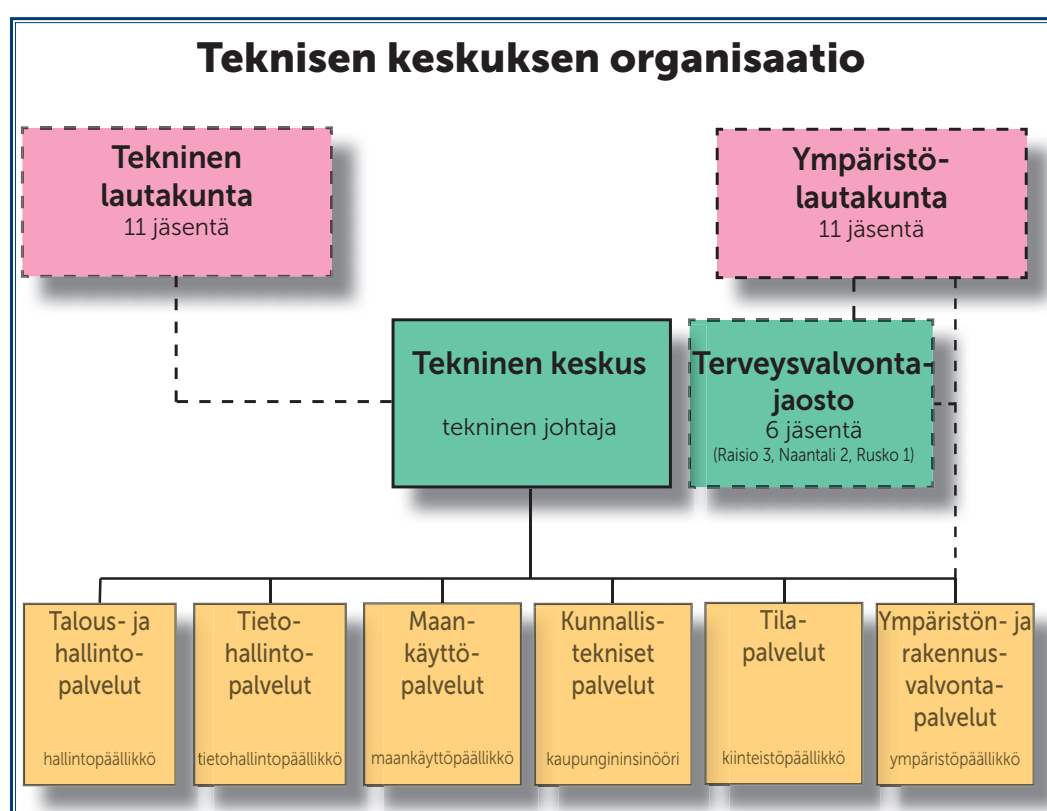 Teknisen keskuksen organisaatio
Tekninen
lautakunta
11 jäsentä
Ympäristö-
lautakunta
11 jäsentä
Tekninen keskus
tekninen johtaja
Terveysvalvonta-
jaosto
6 jäsentä
(Raisio 3, Naantali 2, Rusko 1)
Talous- ja
hallinto-
palvelut
hallintopäällikkö
Tieto-
hallinto-
palvelut
tietohallintopäällikkö
Maan-
käyttö-
palvelut
maankäyttöpäällikkö
Kunnallis-
tekniset
palvelut
kaupungininsinööri
Tila-
palvelut
kiinteistöpäällikkö
Ympäristön- ja
rakennus-
valvonta-
palvelut
ympäristöpäällikkö